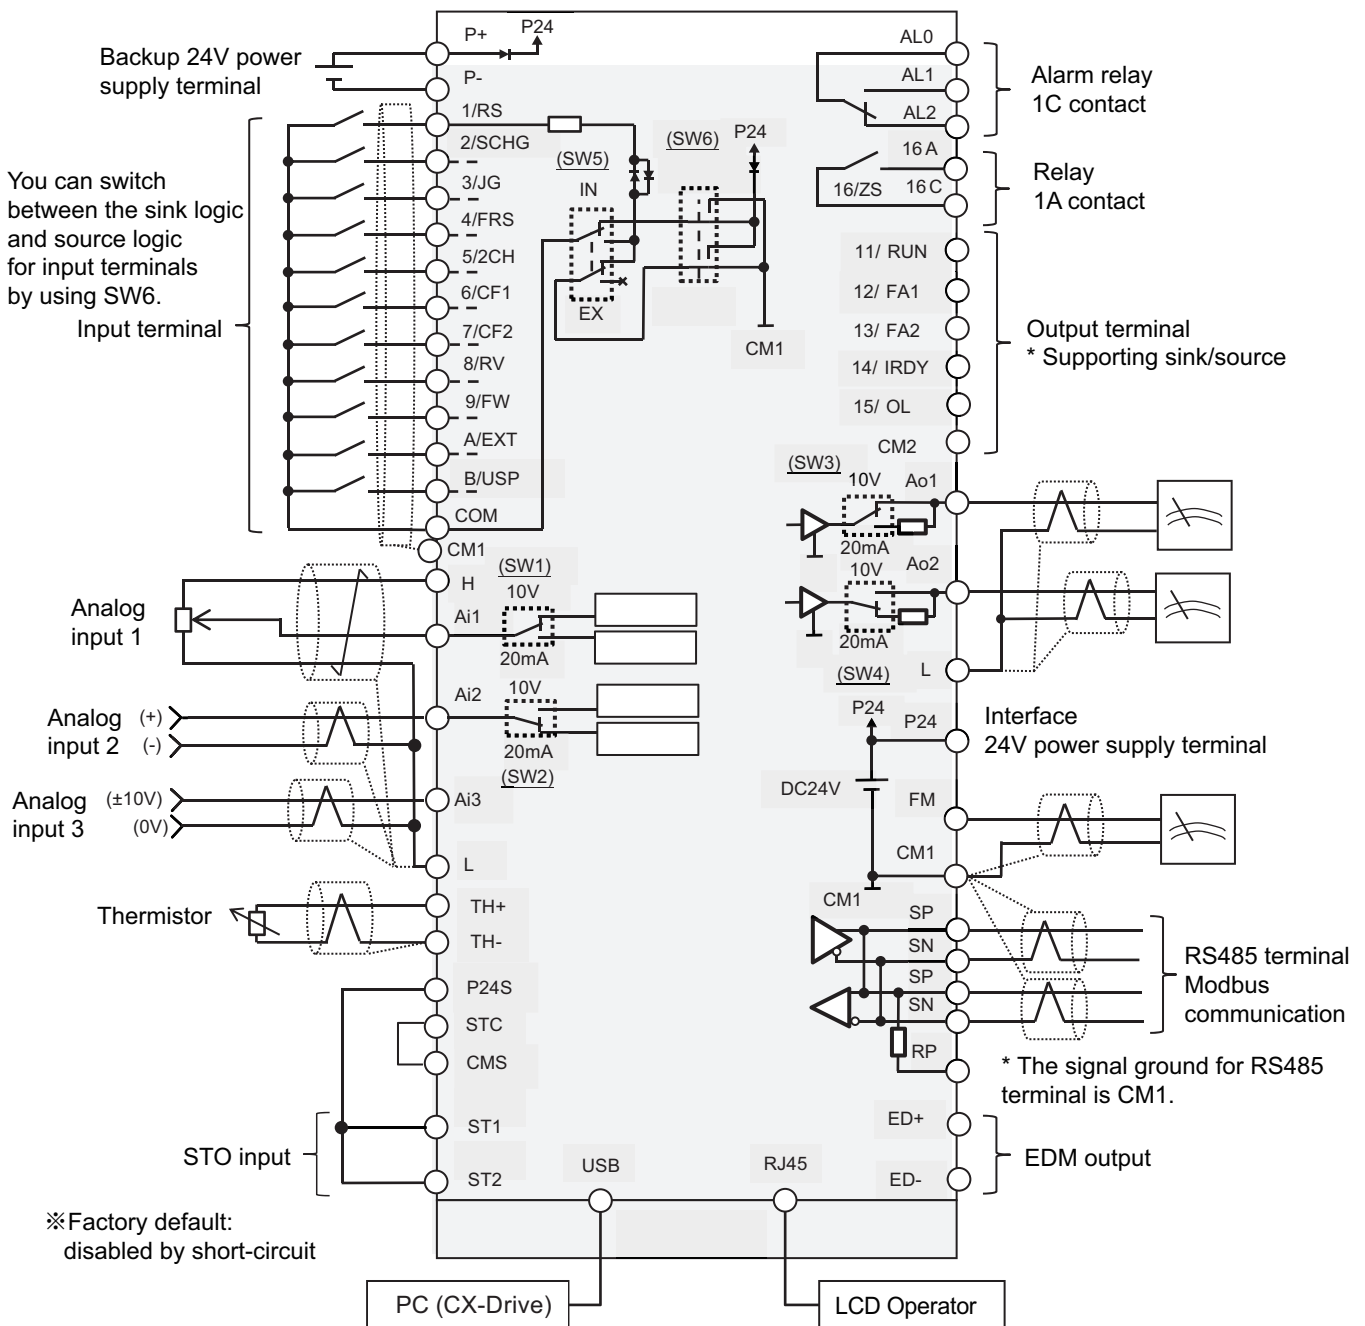 Backup 24V power
supply terminal
P+
P24
P-
You can switch
between the sink logic
and source logic
for input terminals
by using SW6.
Input terminal
1/RS
2/SCHG
3/JG
4/FRS
5/2CH
6/CF1
7/CF2
8/RV
9/FW
A/EXT
B/USP
COM
CM1
(SW5)
IN
EX
(SW6)
P24
CM1
Analog
input 1
H
Ai1
(SW1)
10V
20mA
Analog
input 2
(+)
(-)
Ai2
10V
20mA
(SW2)
Analog
input 3
(±10V)
(0V)
Ai3
L
Thermistor
TH+
TH-
P24S
STC
CMS
STO input
ST1
ST2
※Factory default:
disabled by short-circuit
USB
RJ45
PC (CX-Drive)
LCD Operator
AL0
AL1
AL2
Alarm relay
1C contact
16A
16/ZS
16C
Relay
1A contact
11/ RUN
12/ FA1
13/ FA2
14/ IRDY
15/ OL
CM2
Output terminal
* Supporting sink/source
(SW3)
10V
Ao1
20mA
10V
Ao2
20mA
(SW4)
L
P24
P24
Interface
24V power supply terminal
DC24V
FM
CM1
CM1
SP
SN
SP
SN
RP
RS485 terminal
Modbus
communication
* The signal ground for RS485
terminal is CM1.
ED+
ED-
EDM output